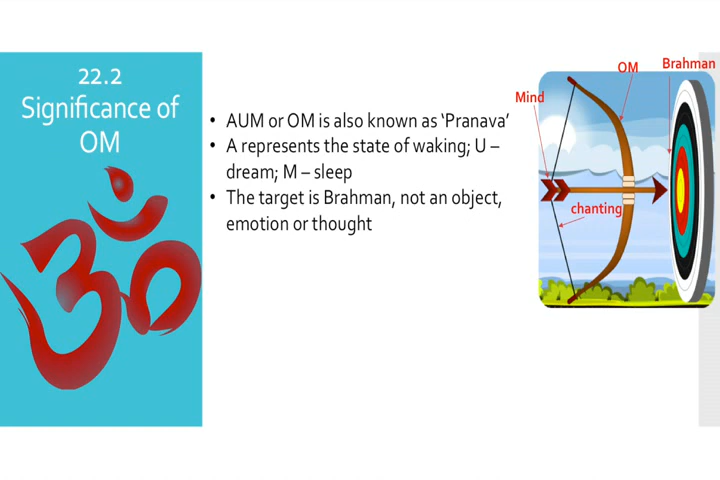 22.2
Significance of
OM
• AUM or OM is also known as ‘Pranava’
• A represents the state of waking; U –
dream; M – sleep
• The target is Brahman, not an object,
emotion or thought
OM
Brahman
Mind
chanting